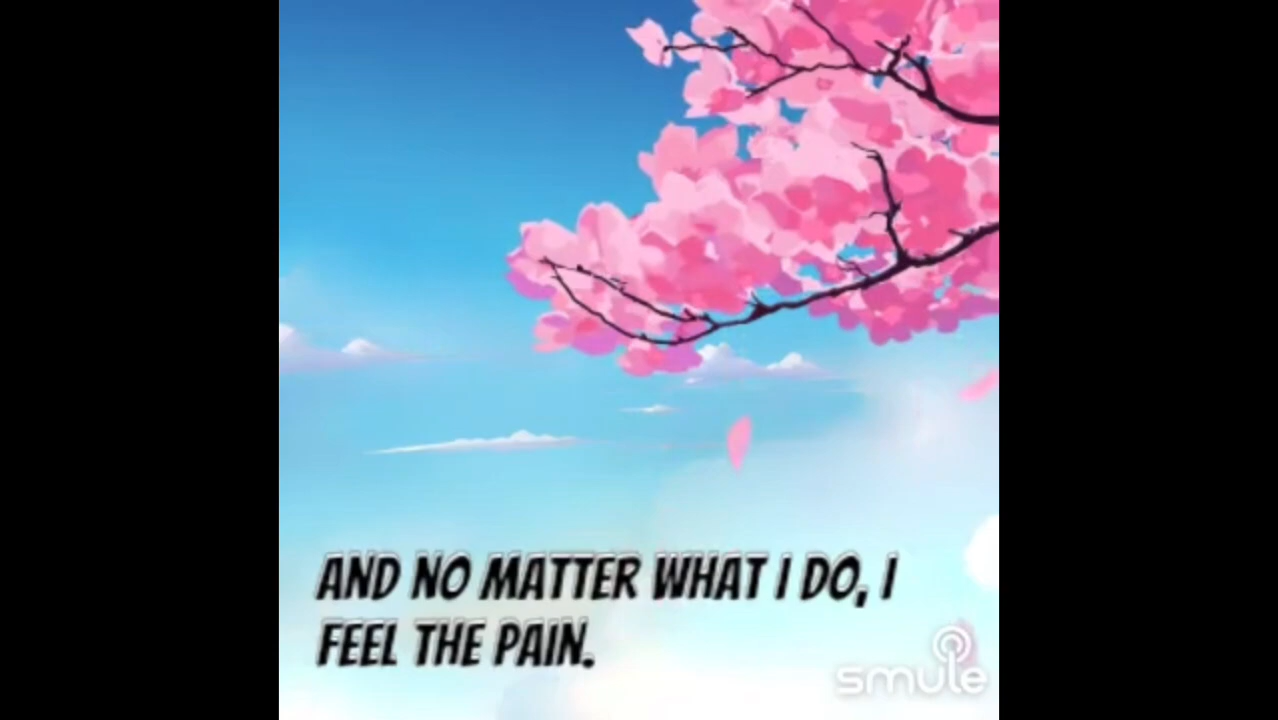 AND NO MATTER WHAT I DO, I
FEEL THE PAIN.
smule